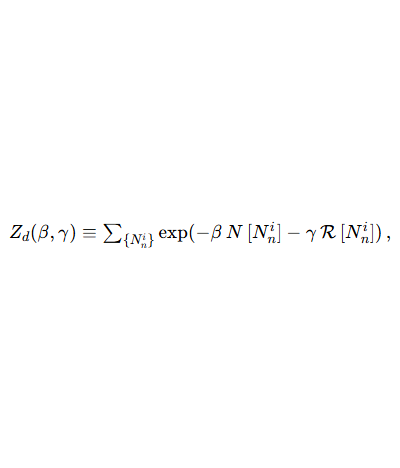 Z_d(β, γ) ≡ ∑_{{N_n^i}} exp(−β N [N_n^i] − γ ℛ [N_n^i]) ,